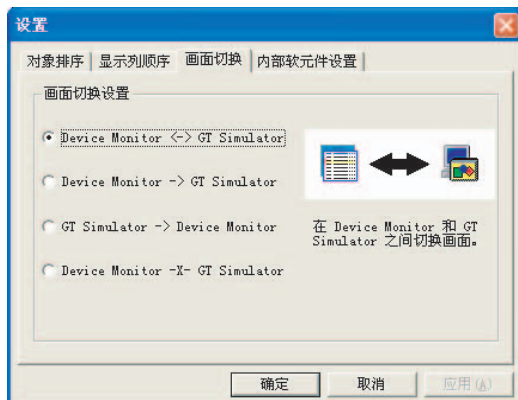 设置
对象排序 显示列顺序 画面切换 内部软元件设置
画面切换设置
Device Monitor <-> GT Simulator
Device Monitor -> GT Simulator
GT Simulator -> Device Monitor
Device Monitor -X- GT Simulator
在 Device Monitor 和 GT
Simulator 之间切换画面。
确定 取消 应用(A)